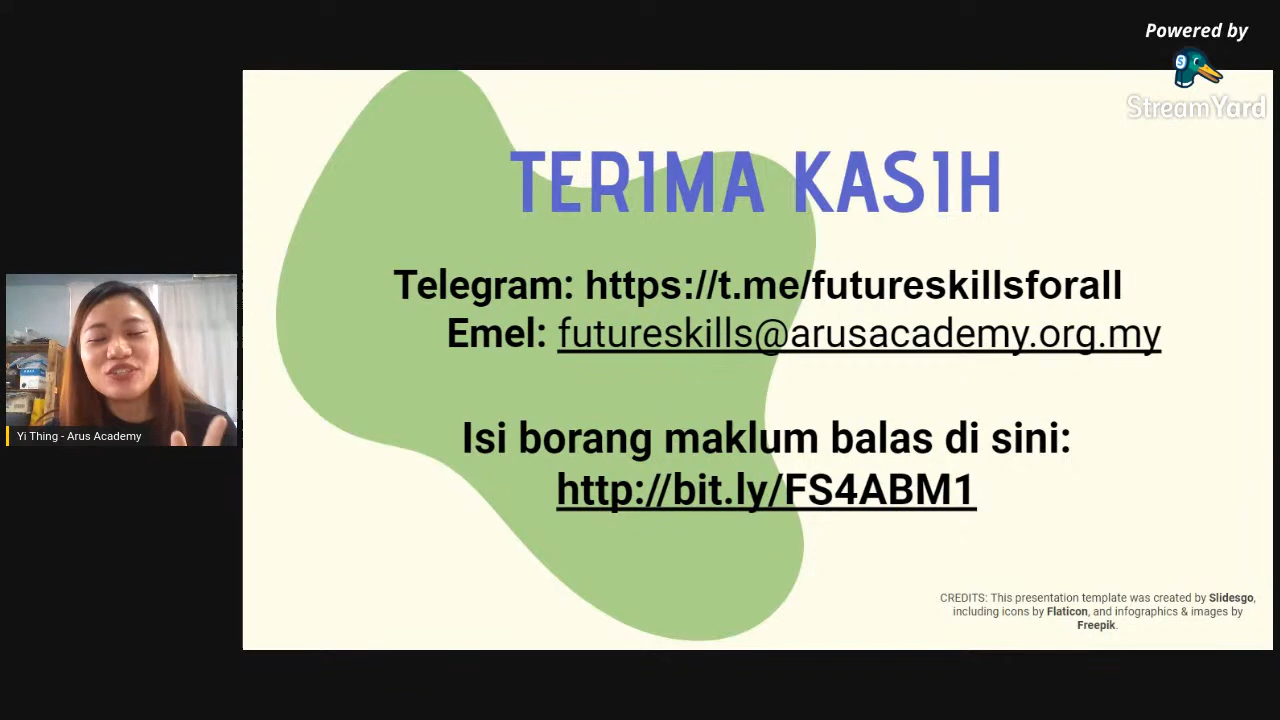 Powered by
StreamYard
TERIMA KASIH
Telegram: https://t.me/futureskillsforall
Emel: futureskills@arusacademy.org.my
Isi borang maklum balas di sini:
http://bit.ly/FS4ABM1
Yi Thing - Arus Academy
CREDITS: This presentation template was created by Slidesgo,
including icons by Flaticon, and infographics & images by
Freepik.